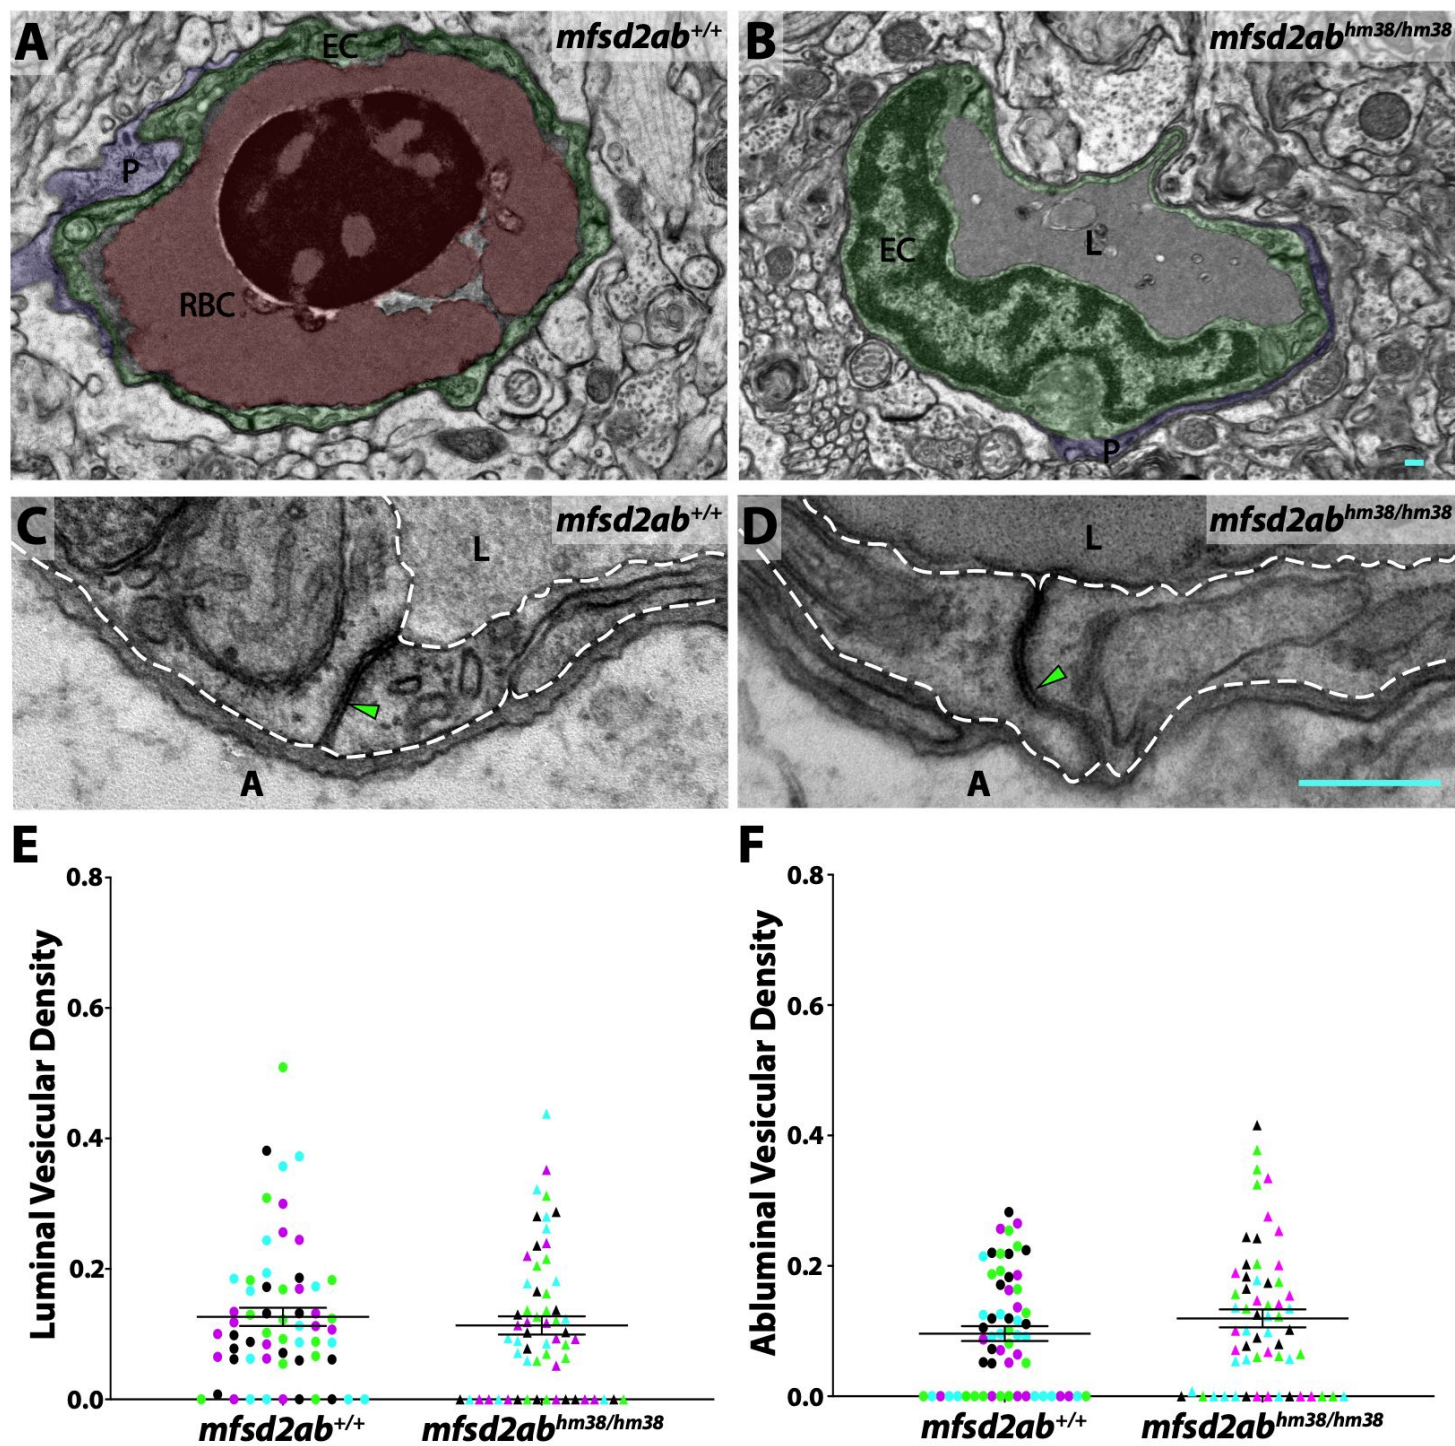 A
EC
mfsd2ab+/+
P
RBC
B
mfsd2abhm38/hm38
EC
L
P
C
mfsd2ab+/+
L
A
D
mfsd2abhm38/hm38
L
A
E
Luminal Vesicular Density
0.8
0.6
0.4
0.2
0.0
mfsd2ab+/+
mfsd2abhm38/hm38
F
Abluminal Vesicular Density
0.8
0.6
0.4
0.2
0.0
mfsd2ab+/+
mfsd2abhm38/hm38